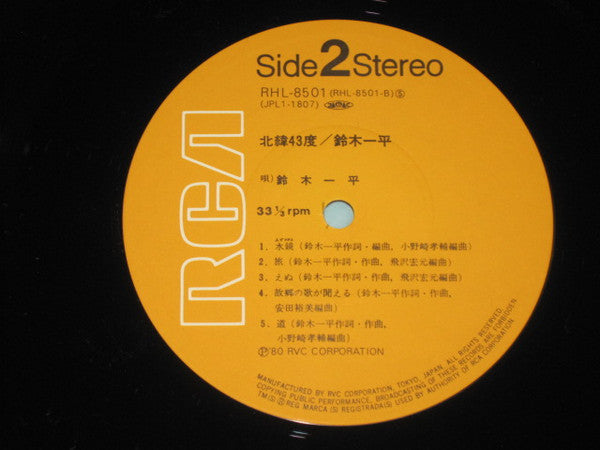 RCA
Side 2 Stereo
RHL-8501 (RHL-8501-B) Ⓢ
(JPL1-1807)
北緯43度/鈴木一平
唄) 鈴木一平
33 1/3 rpm
1. 水鏡 (鈴木一平作詞・編曲, 小野崎孝輔編曲)
2. 旅 (鈴木一平作詞・作曲, 飛沢宏元編曲)
3. えぬ (鈴木一平作詞・作曲, 飛沢宏元編曲)
4. 故郷の歌が聞える (鈴木一平作詞・作曲,
安田裕美編曲)
5. 道 (鈴木一平作詞・作曲,
小野崎孝輔編曲)
Ⓟ'80 RVC CORPORATION
MANUFACTURED BY RVC CORPORATION, TOKYO, JAPAN. ALL RIGHTS RESERVED.
COPYING PUBLIC PERFORMANCE, BROADCASTING OF THESE RECORDS ARE FORBIDDEN
TM(S) Ⓡ REG MARCA (S) REGISTRADA(S) USED BY AUTHORITY OF RCA CORPORATION